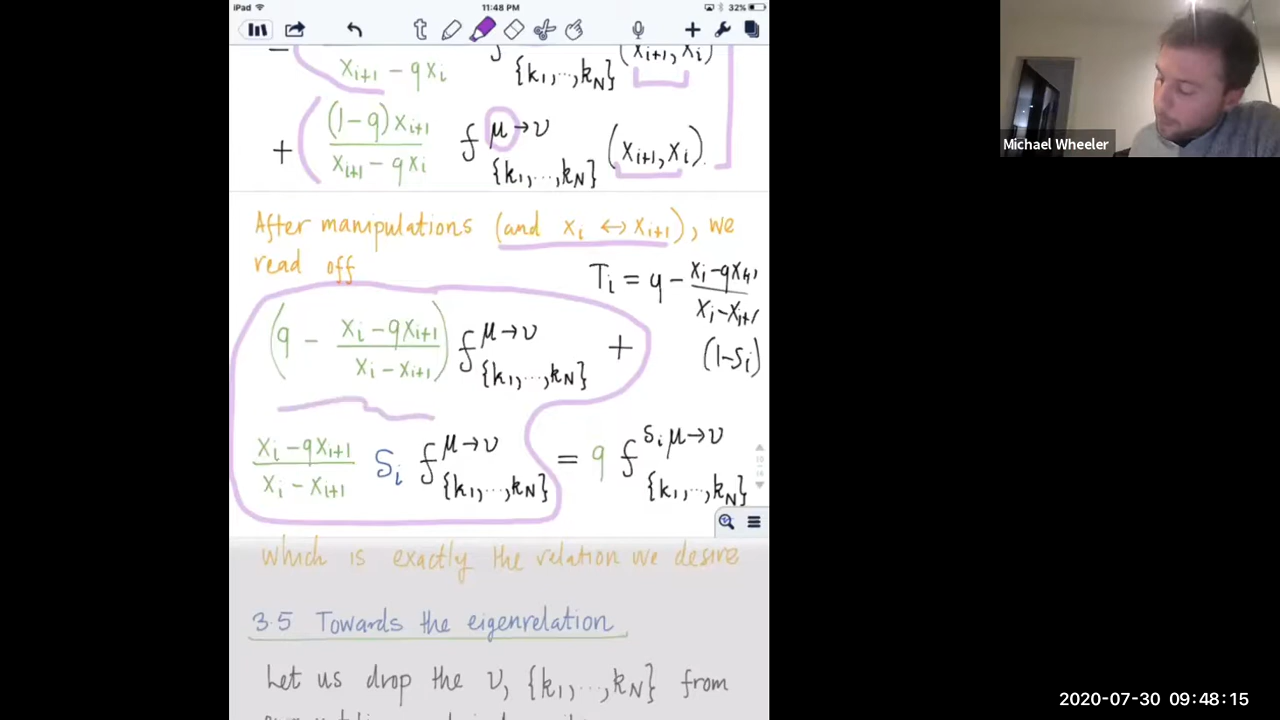 iPad 11:48 PM 32%
t
x_{i+1} - q x_i {k_1,...,k_N} (x_{i+1}, x_i)
+ ( (1-q) x_{i+1} / x_{i+1} - q x_i f^{μ→ν}_{{k_1,...,k_N}} (x_{i+1}, x_i).
After manipulations (and x_i ↔ x_{i+1}), we
read off
T_i = q - (x_i - q x_{i+1}) / (x_i - x_{i+1})
(1 - s_i)
( q - (x_i - q x_{i+1}) / (x_i - x_{i+1}) ) f^{μ→ν}_{{k_1,...,k_N}} +
(x_i - q x_{i+1}) / (x_i - x_{i+1}) s_i f^{μ→ν}_{{k_1,...,k_N}} = q f^{s_i μ→ν}_{{k_1,...,k_N}}
which is exactly the relation we desire
3.5 Towards the eigenrelation
Let us drop the ν, {k_1,...,k_N} from
Michael Wheeler
2020-07-30 09:48:15